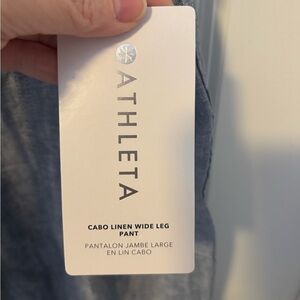 ATHLETA
CABO LINEN WIDE LEG
PANT
PANTALON JAMBE LARGE
EN LIN CABO